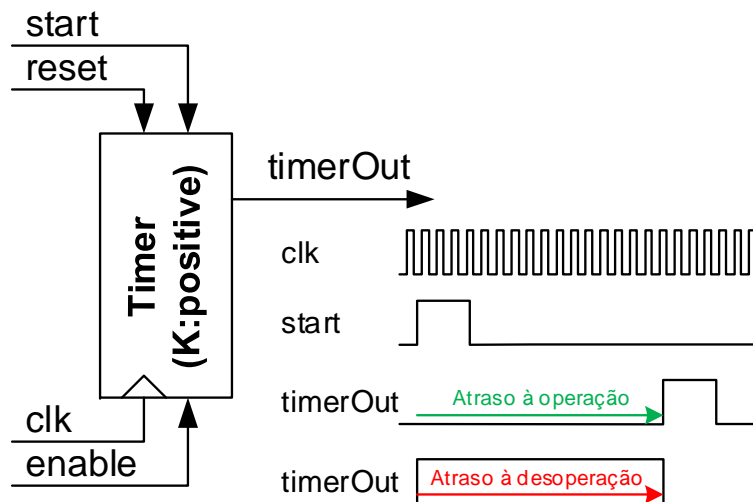 start
reset
timerOut
Timer
(K:positive)
clk
start
timerOut
Atraso à operação
clk
enable
timerOut
Atraso à desoperação